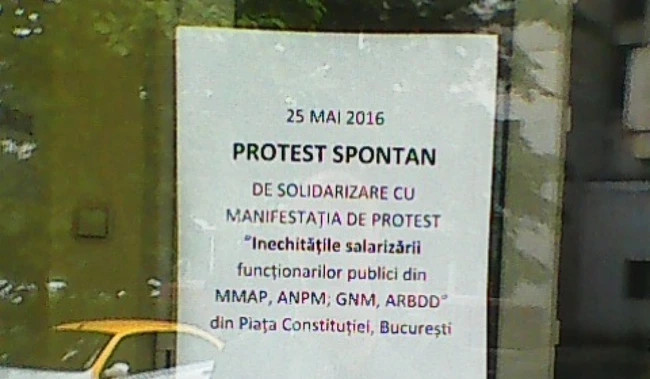 25 MAI 2016
PROTEST SPONTAN
DE SOLIDARIZARE CU
MANIFESTAȚIA DE PROTEST
"Inechitățile salarizării
funcționarilor publici din
MMAP, ANPM; GNM, ARBDD"
din Piața Constituției, București